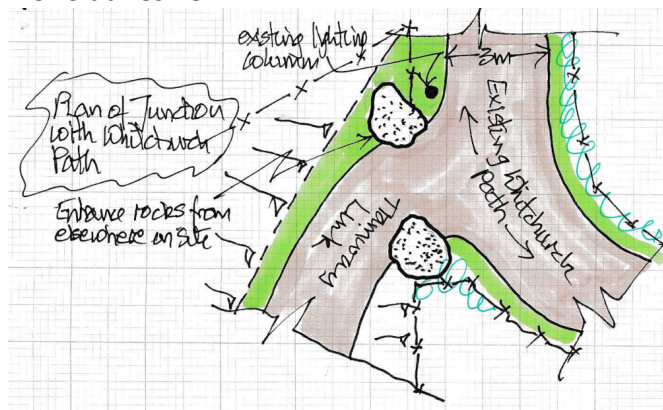 existing lighting
column
3m
Plan of Junction
with Whitchurch
Path
Existing Whitchurch
path
Entrance rocks from
elsewhere on site
Link